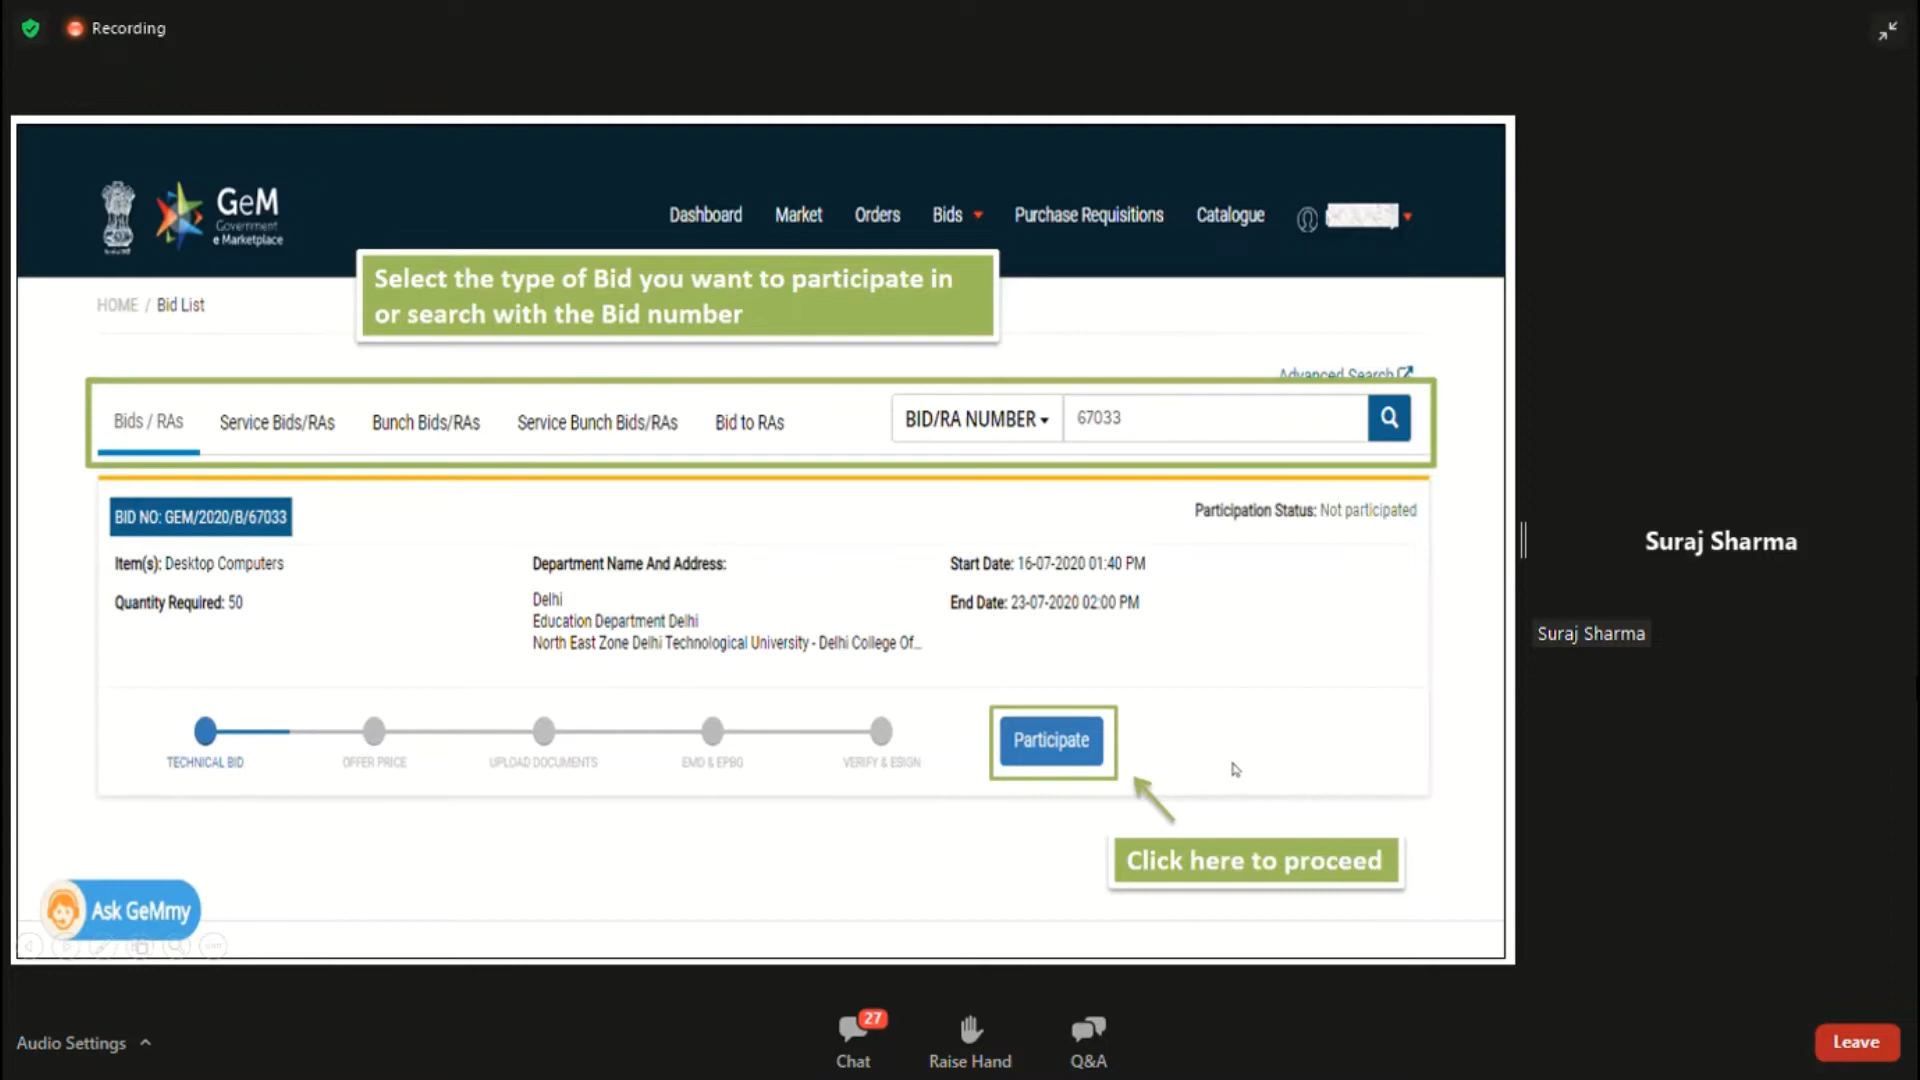 Recording
GeM
Government
e Marketplace
Dashboard
Market
Orders
Bids
Purchase Requisitions
Catalogue
Select the type of Bid you want to participate in
or search with the Bid number
HOME / Bid List
Advanced Search
Bids / RAs
Service Bids/RAs
Bunch Bids/RAs
Service Bunch Bids/RAs
Bid to RAs
BID/RA NUMBER
67033
BID NO: GEM/2020/B/67033
Participation Status: Not participated
Item(s): Desktop Computers
Quantity Required: 50
Department Name And Address:
Delhi
Education Department Delhi
North East Zone Delhi Technological University - Delhi College Of...
Start Date: 16-07-2020 01:40 PM
End Date: 23-07-2020 02:00 PM
TECHNICAL BID
OFFER PRICE
UPLOAD DOCUMENTS
EMD & EPBG
VERIFY & ESIGN
Participate
Click here to proceed
Ask GeMmy
Suraj Sharma
Suraj Sharma
Audio Settings
27
Chat
Raise Hand
Q&A
Leave